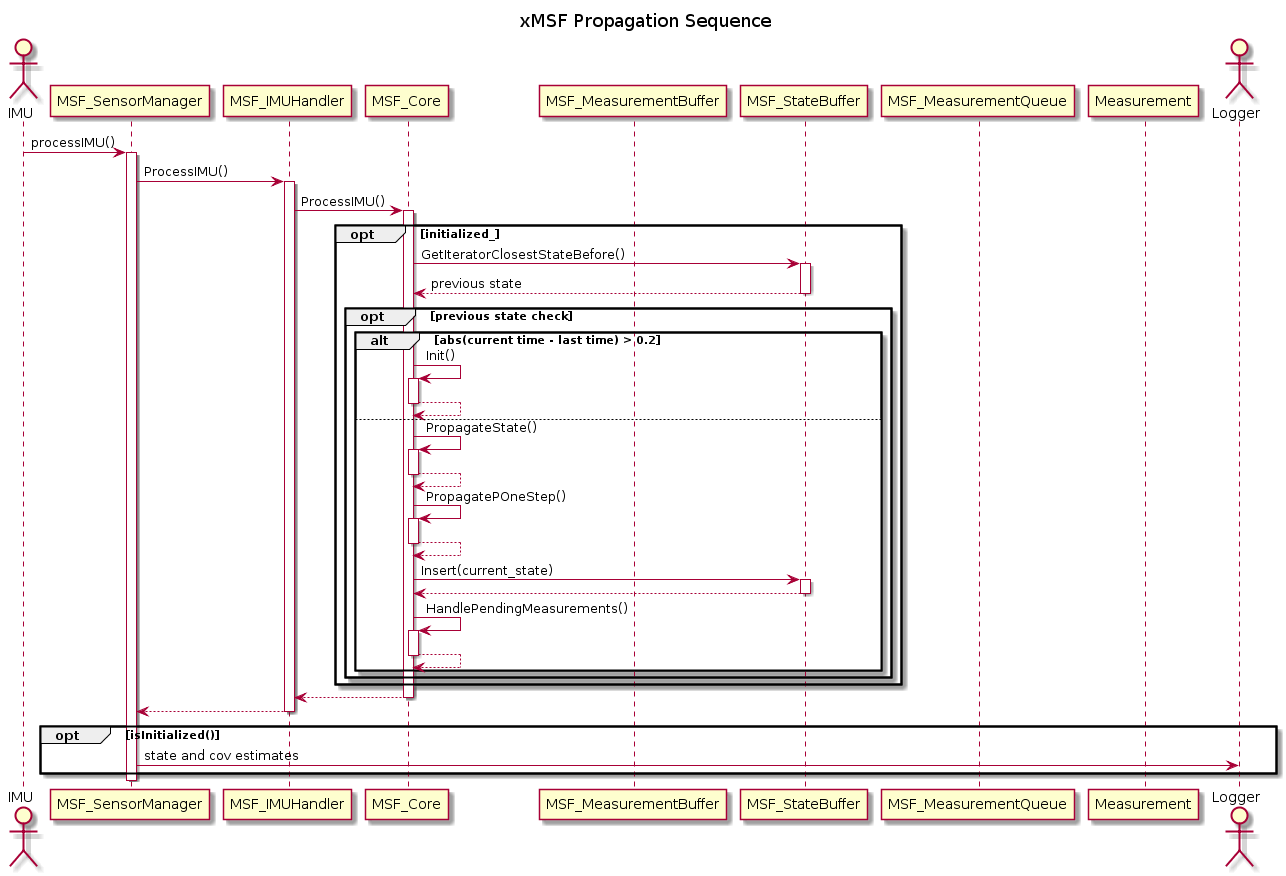 xMSF Propagation Sequence
IMU
MSF_SensorManager
MSF_IMUHandler
MSF_Core
MSF_MeasurementBuffer
MSF_StateBuffer
MSF_MeasurementQueue
Measurement
Logger
processIMU()
ProcessIMU()
ProcessIMU()
opt [initialized_]
GetIteratorClosestStateBefore()
previous state
opt [previous state check]
alt [abs(current time - last time) > 0.2]
Init()
PropagateState()
PropagatePOneStep()
Insert(current_state)
HandlePendingMeasurements()
opt [isInitialized()]
state and cov estimates
IMU
MSF_SensorManager
MSF_IMUHandler
MSF_Core
MSF_MeasurementBuffer
MSF_StateBuffer
MSF_MeasurementQueue
Measurement
Logger